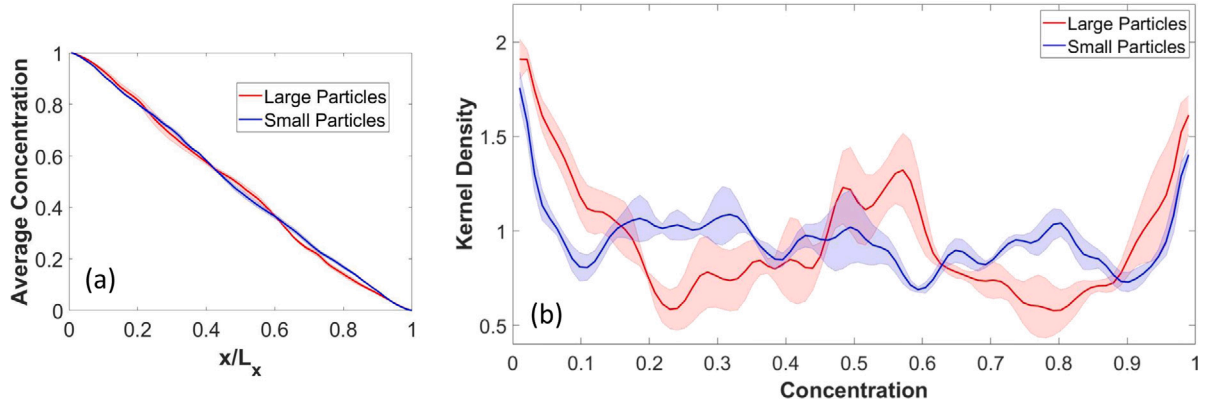 1
0.8
0.6
0.4
0.2
0
Average Concentration
Large Particles
Small Particles
(a)
0 0.2 0.4 0.6 0.8 1
x/Lx
2
1.5
1
0.5
Kernel Density
Large Particles
Small Particles
(b)
0 0.1 0.2 0.3 0.4 0.5 0.6 0.7 0.8 0.9 1
Concentration